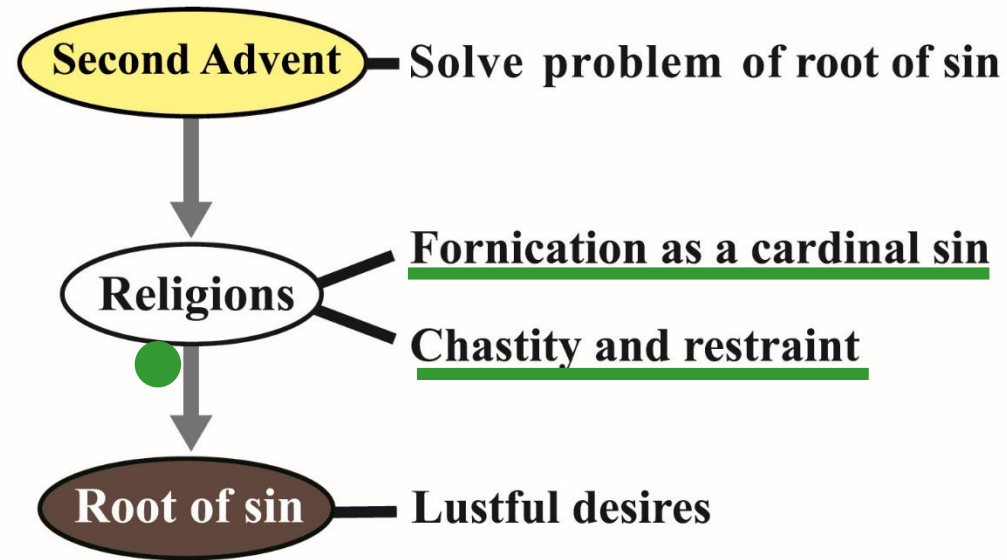 Second Advent
Solve problem of root of sin
Religions
Fornication as a cardinal sin
Chastity and restraint
Root of sin
Lustful desires